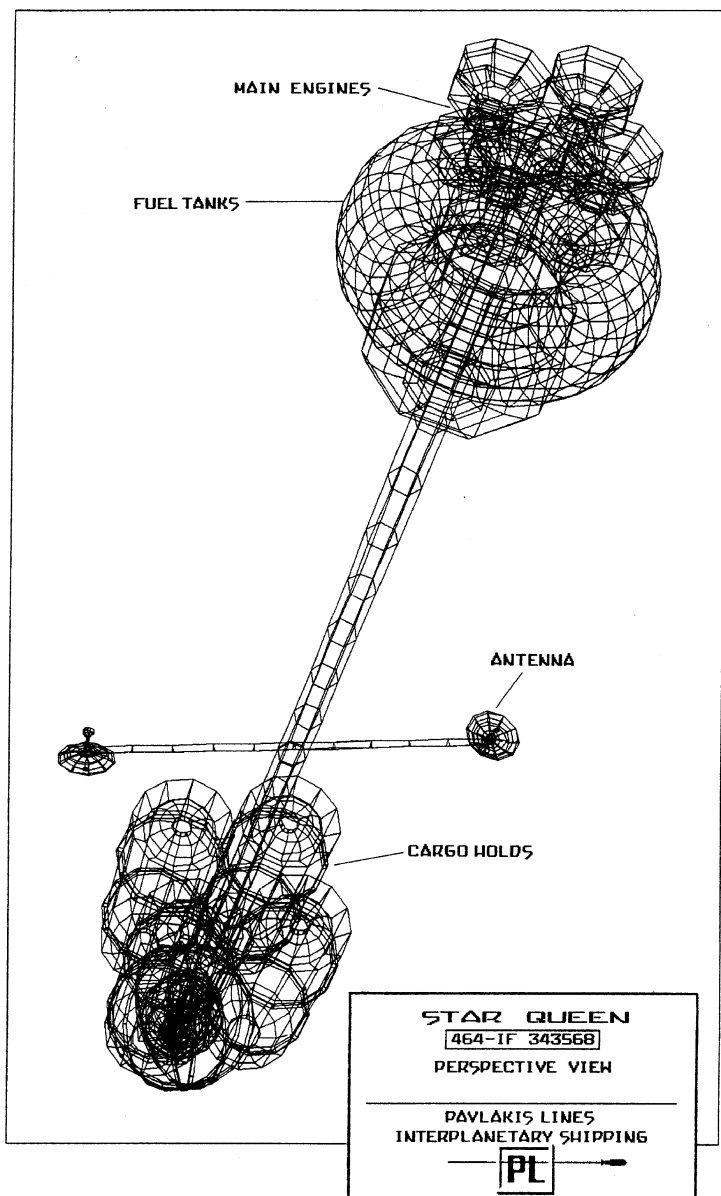 MAIN ENGINES
FUEL TANKS
ANTENNA
CARGO HOLDS
STAR QUEEN
464-IF 343568
PERSPECTIVE VIEW
PAVLAKIS LINES
INTERPLANETARY SHIPPING
PL